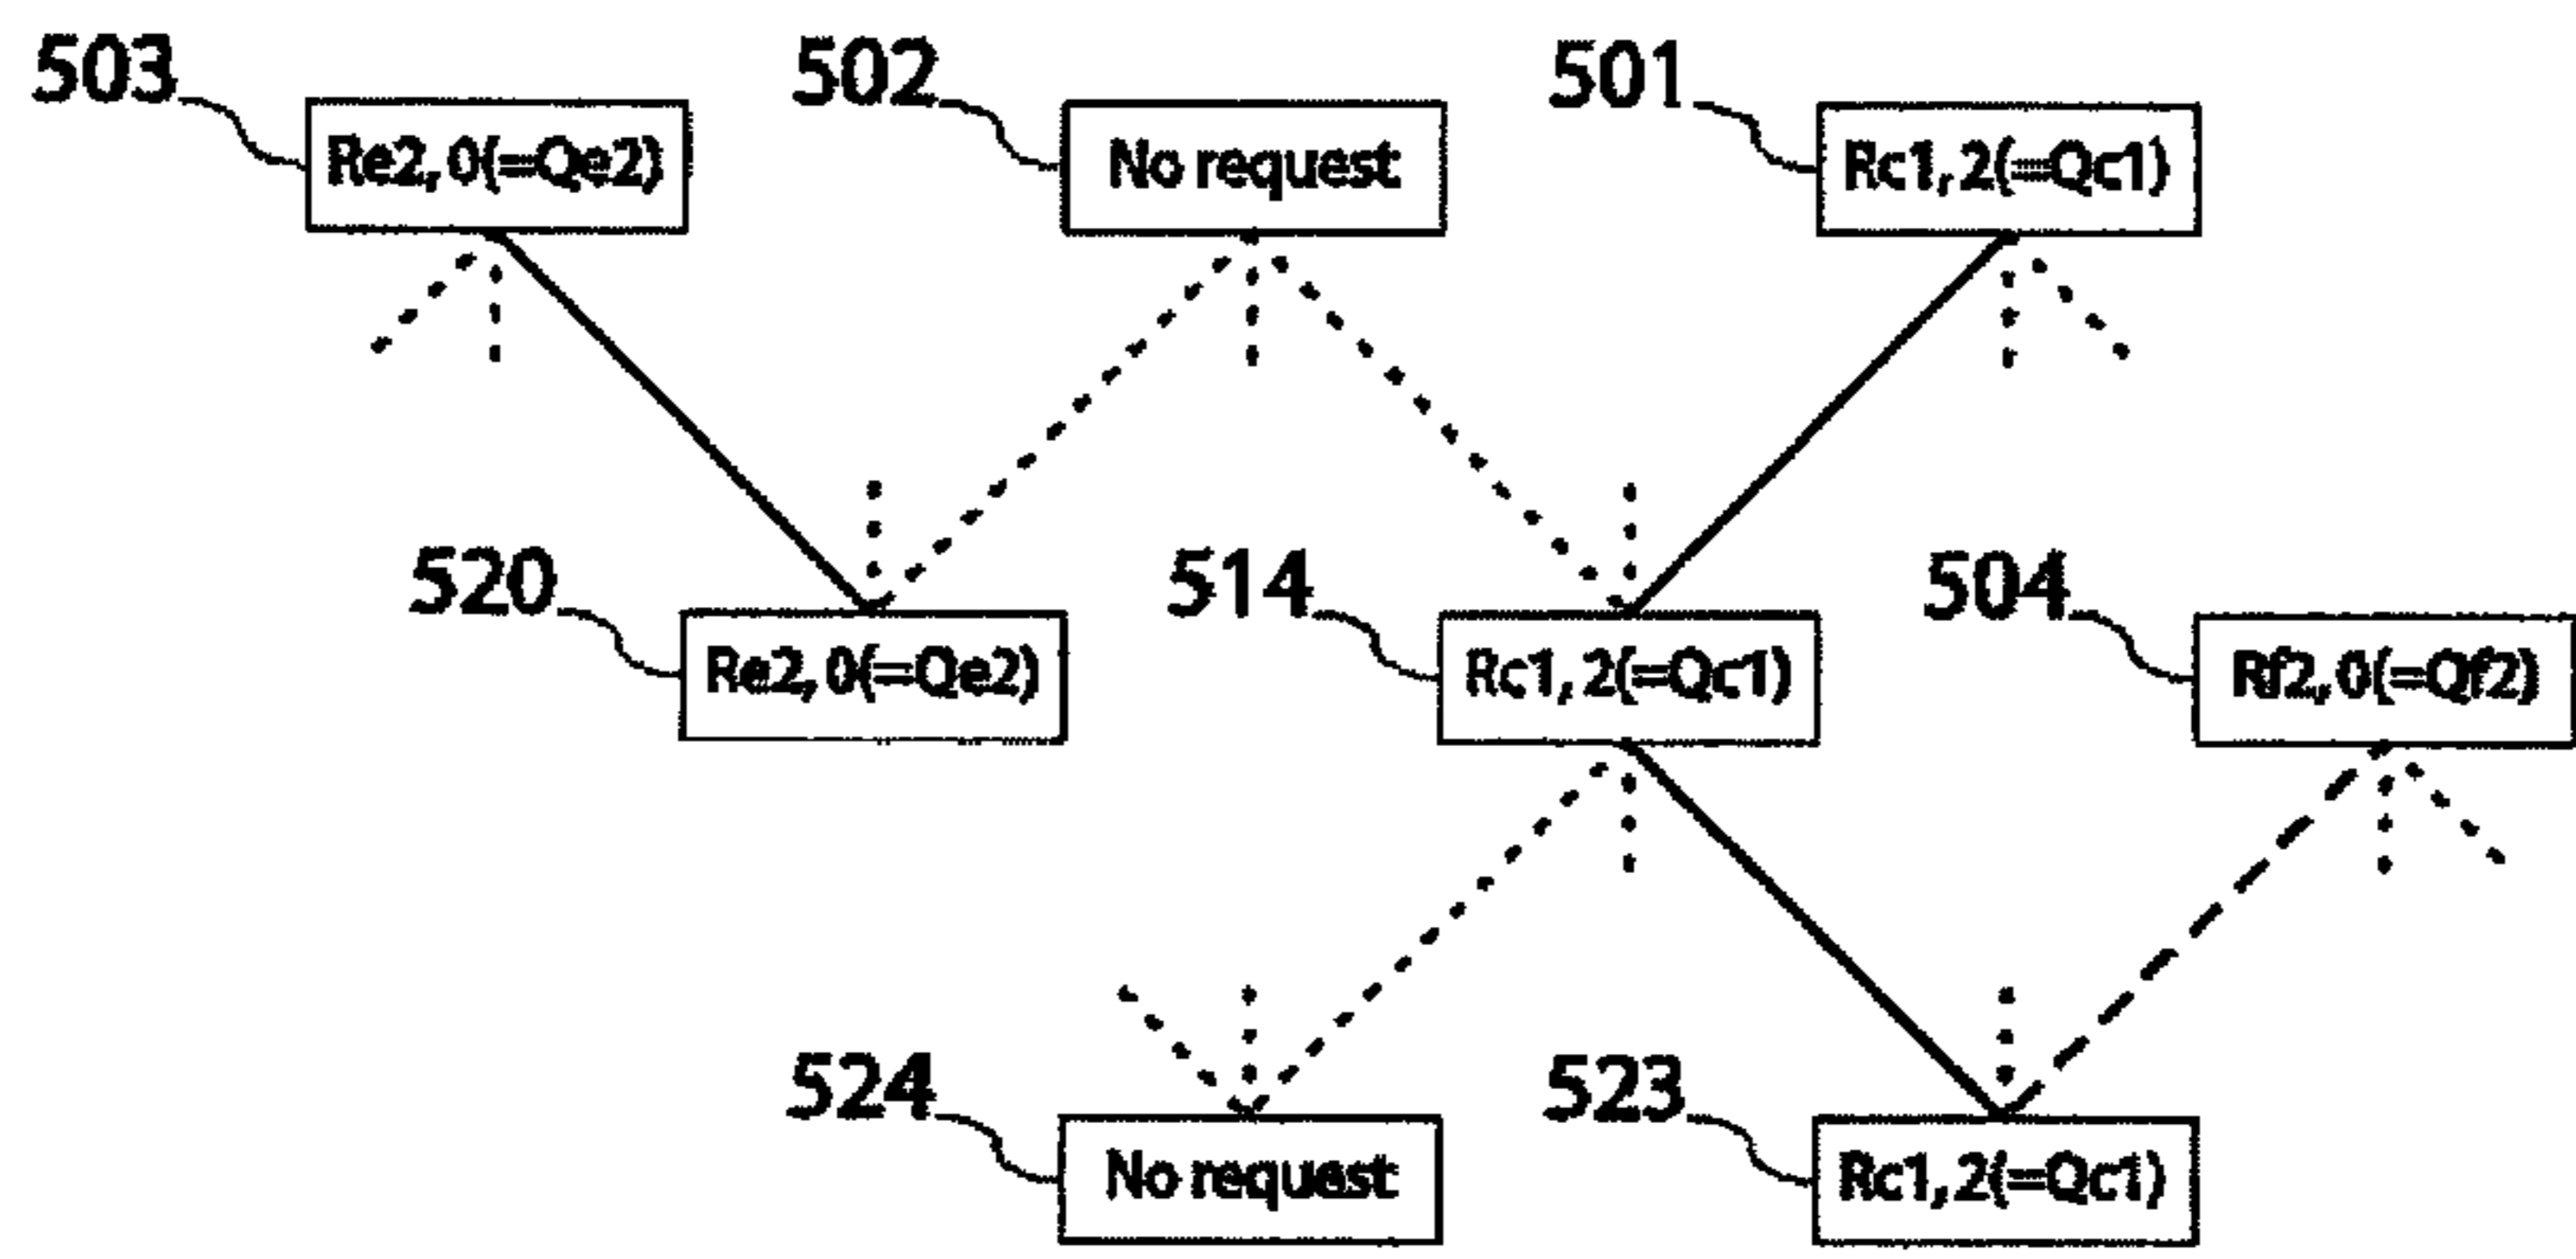 503
502
501
Re2, 0(=Qe2)
No request
Rc1, 2(=Qc1)
520
514
504
Re2, 0(=Qe2)
Rc1, 2(=Qc1)
Rf2, 0(=Qf2)
524
523
No request
Rc1, 2(=Qc1)